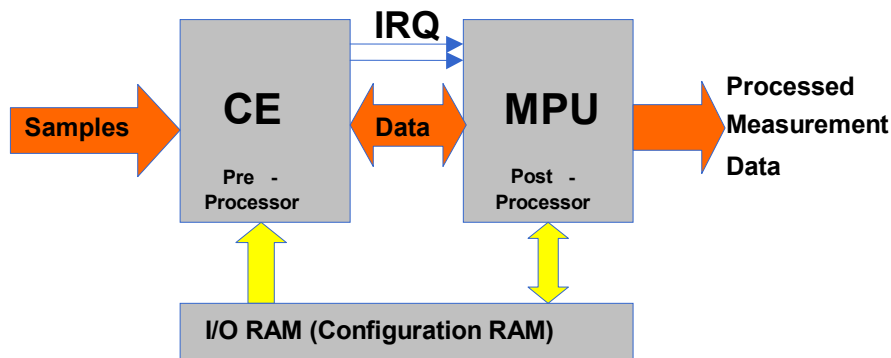 IRQ
Samples
CE
Pre - 
Processor
Data
MPU
Post -
Processor
Processed
Measurement
Data
I/O RAM (Configuration RAM)